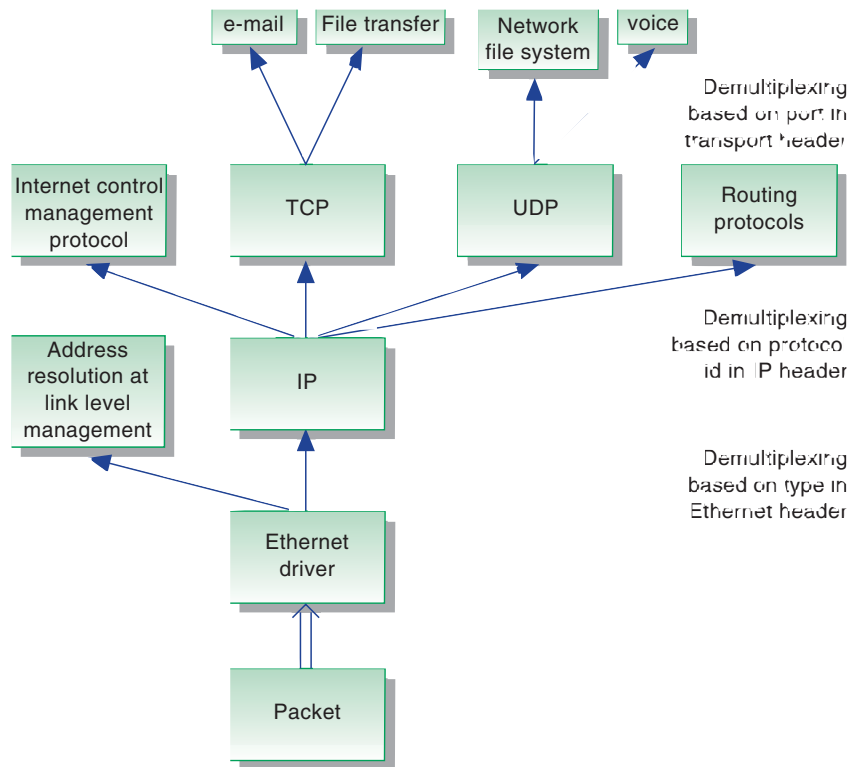 e-mail
File transfer
Network
file system
voice
Demultiplexing
based on port in
transport header
Internet control
management
protocol
TCP
UDP
Routing
protocols
Demultiplexing
based on protoco
id in IP header
Address
resolution at
link level
management
IP
Demultiplexing
based on type in
Ethernet header
Ethernet
driver
Packet